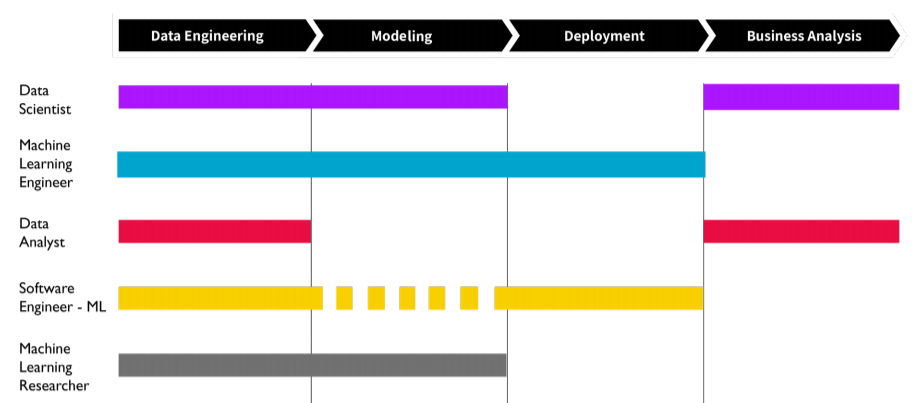 Data Engineering
Modeling
Deployment
Business Analysis
Data
Scientist
Machine
Learning
Engineer
Data
Analyst
Software
Engineer - ML
Machine
Learning
Researcher